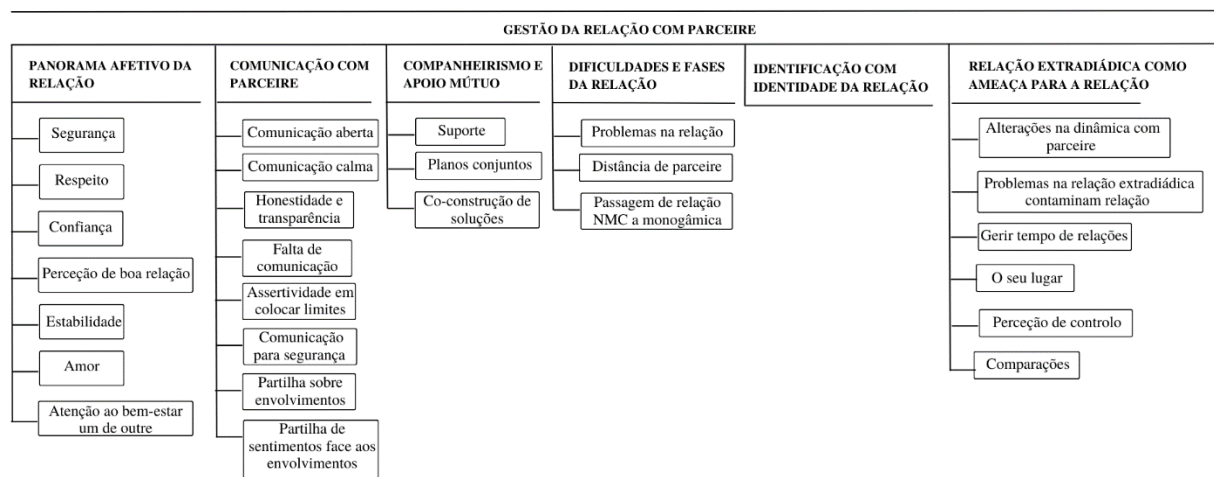 GESTÃO DA RELAÇÃO COM PARCEIRE
PANORAMA AFETIVO DA
RELAÇÃO
Segurança
Respeito
Confiança
Perceção de boa relação
Estabilidade
Amor
Atenção ao bem-estar
um de outre
COMUNICAÇÃO COM
PARCEIRE
Comunicação aberta
Comunicação calma
Honestidade e
transparência
Falta de
comunicação
Assertividade em
colocar limites
Comunicação
para segurança
Partilha sobre
envolvimentos
Partilha de
sentimentos face aos
envolvimentos
COMPANHEIRISMO E
APOIO MÚTUO
Suporte
Planos conjuntos
Co-construção de
soluções
DIFICULDADES E FASES
DA RELAÇÃO
Problemas na relação
Distância de parceire
Passagem de relação
NMC a monogâmica
IDENTIFICAÇÃO COM
IDENTIDADE DA RELAÇÃO
RELAÇÃO EXTRADIÁDICA COMO
AMEAÇA PARA A RELAÇÃO
Alterações na dinâmica com
parceire
Problemas na relação extradiádica
contaminam relação
Gerir tempo de relações
O seu lugar
Perceção de controlo
Comparações